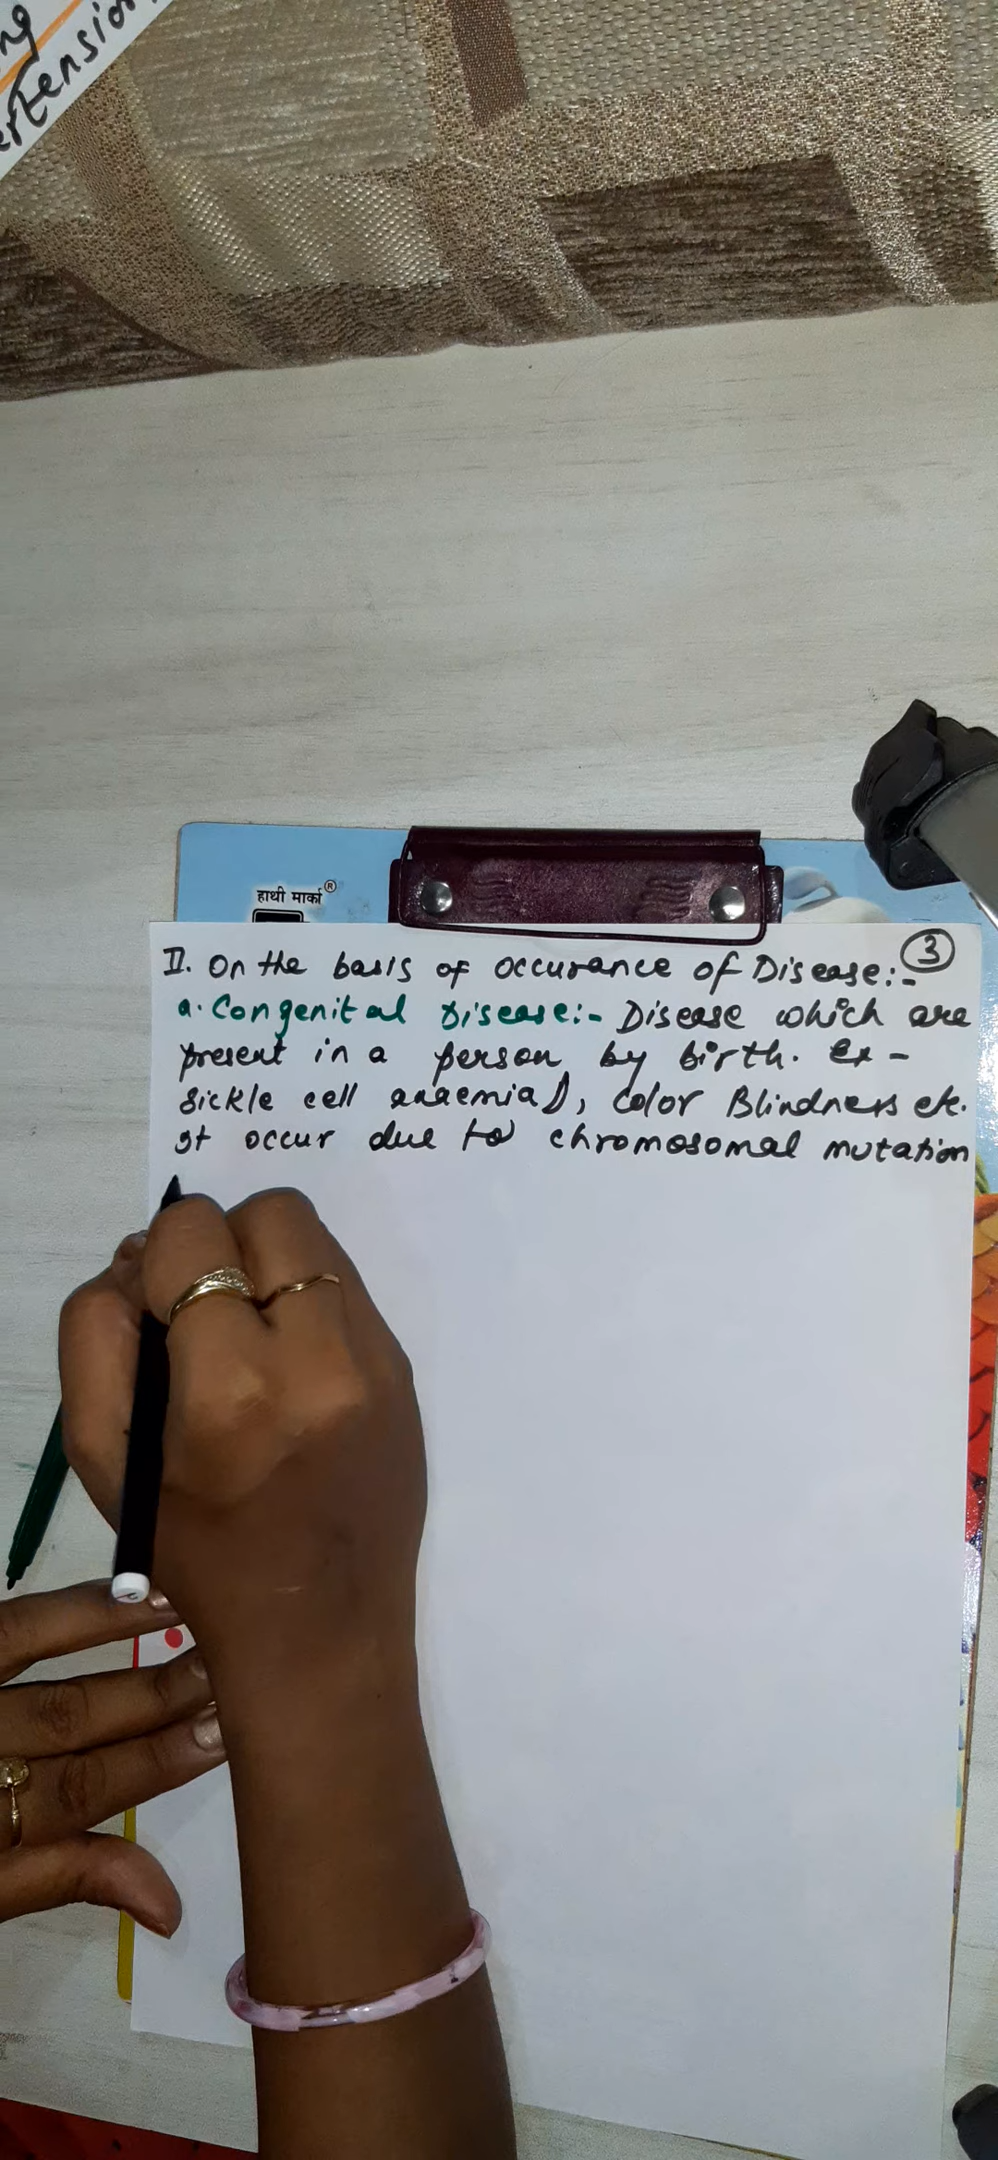 ng
ertension
हाथी मार्का ®
3
II. On the basis of occurance of Disease:-
a. Congenital Disease:- Disease which are
present in a person by birth. Ex -
Sickle cell anaemia, Color Blindness etc.
It occur due to chromosomal mutation